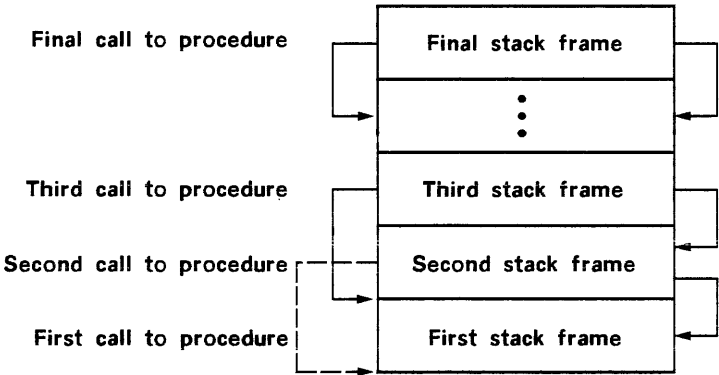 Final call to procedure
Final stack frame
Third call to procedure
Third stack frame
Second call to procedure
Second stack frame
First call to procedure
First stack frame